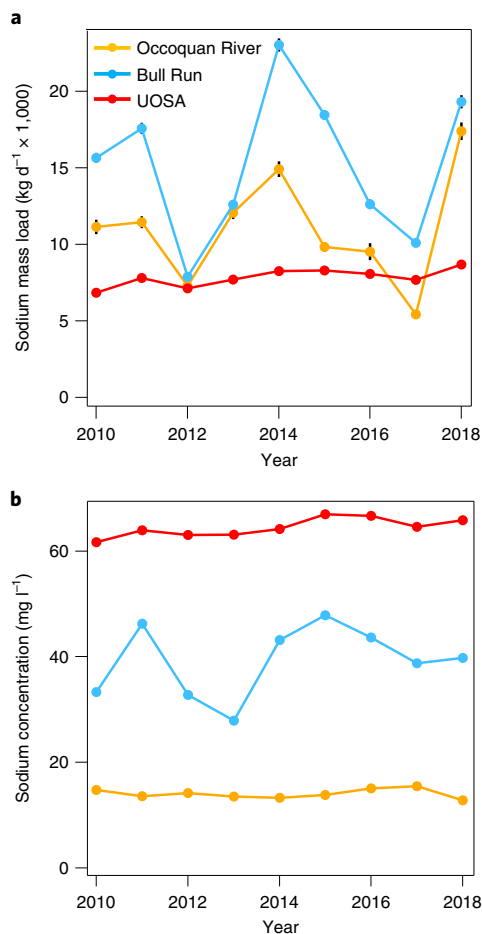 a
Occoquan River
Bull Run
UOSA
Sodium mass load (kg d⁻¹ × 1,000)
20
15
10
5
0
2010 2012 2014 2016 2018
Year
b
Sodium concentration (mg l⁻¹)
60
40
20
0
2010 2012 2014 2016 2018
Year